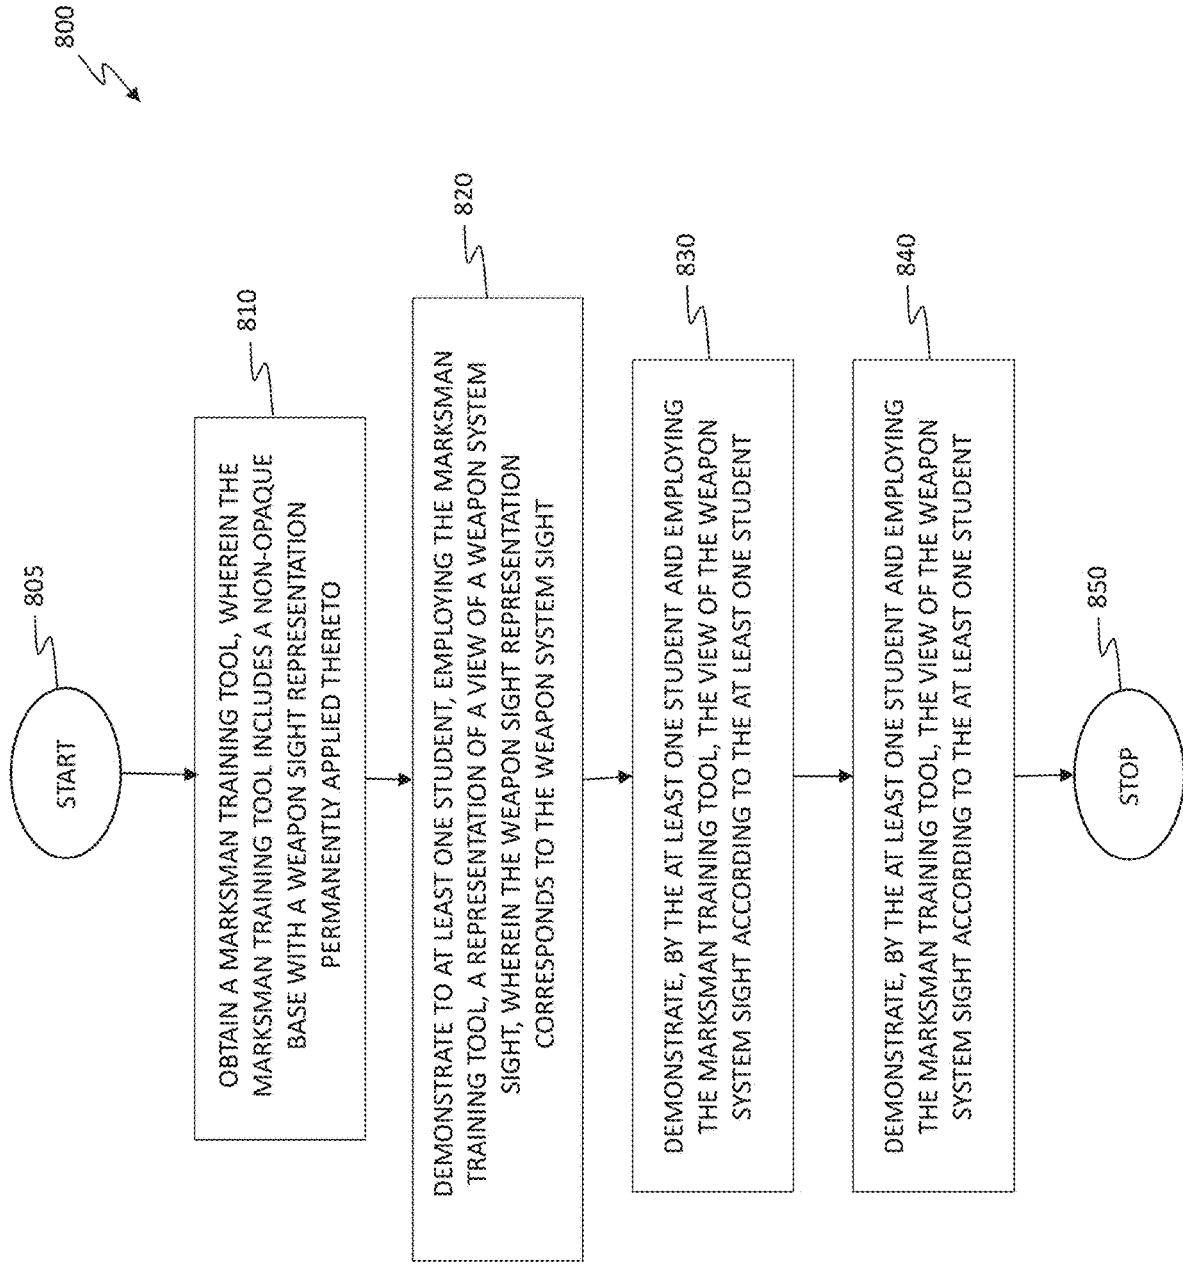 800
START
805
OBTAIN A MARKSMAN TRAINING TOOL, WHEREIN THE
MARKSMAN TRAINING TOOL INCLUDES A NON-OPAQUE
BASE WITH A WEAPON SIGHT REPRESENTATION
PERMANENTLY APPLIED THERETO
810
DEMONSTRATE TO AT LEAST ONE STUDENT, EMPLOYING THE MARKSMAN
TRAINING TOOL, A REPRESENTATION OF A VIEW OF A WEAPON SYSTEM
SIGHT, WHEREIN THE WEAPON SIGHT REPRESENTATION
CORRESPONDS TO THE WEAPON SYSTEM SIGHT
820
DEMONSTRATE, BY THE AT LEAST ONE STUDENT AND EMPLOYING
THE MARKSMAN TRAINING TOOL, THE VIEW OF THE WEAPON
SYSTEM SIGHT ACCORDING TO THE AT LEAST ONE STUDENT
830
DEMONSTRATE, BY THE AT LEAST ONE STUDENT AND EMPLOYING
THE MARKSMAN TRAINING TOOL, THE VIEW OF THE WEAPON
SYSTEM SIGHT ACCORDING TO THE AT LEAST ONE STUDENT
840
STOP
850